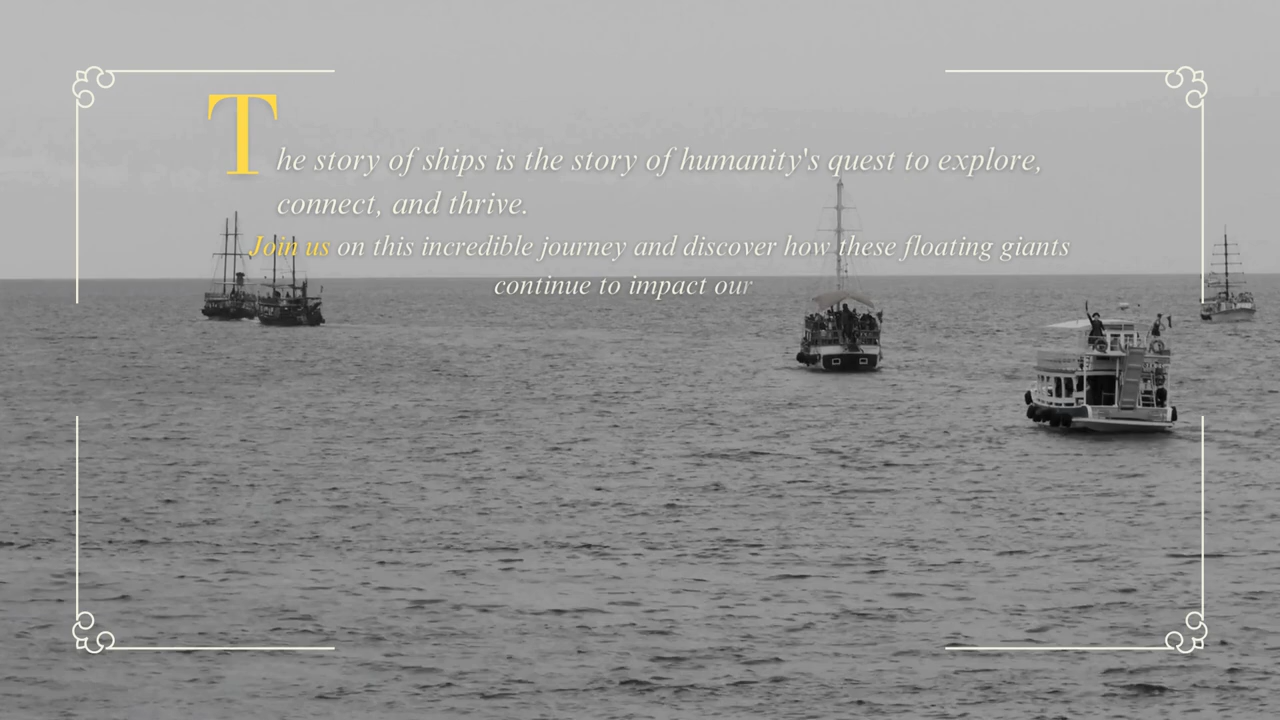 The story of ships is the story of humanity's quest to explore,
connect, and thrive.
Join us on this incredible journey and discover how these floating giants
continue to impact our